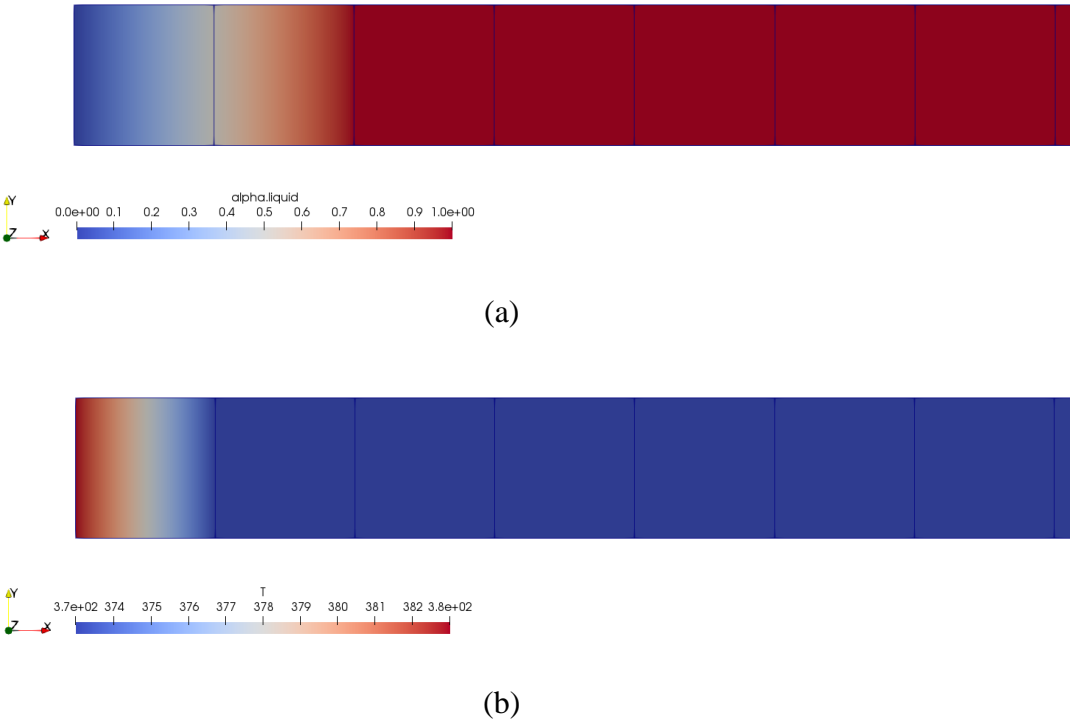 alpha.liquid
0.0e+00 0.1 0.2 0.3 0.4 0.5 0.6 0.7 0.8 0.9 1.0e+00
Y
Z X
(a)
T
3.7e+02 374 375 376 377 378 379 380 381 382 3.8e+02
Y
Z X
(b)